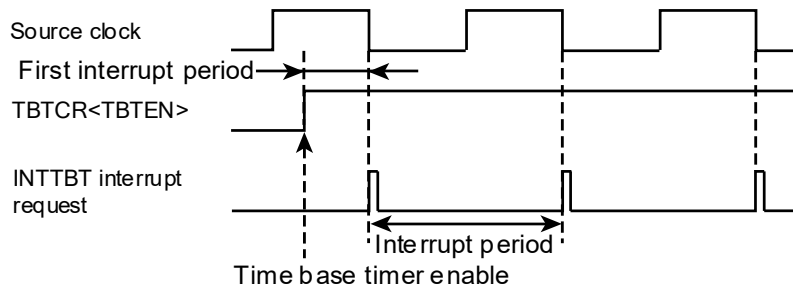 Source clock
First interrupt period
TBTCR<TBTEN>
INTTBT interrupt
request
Interrupt period
Time base timer enable